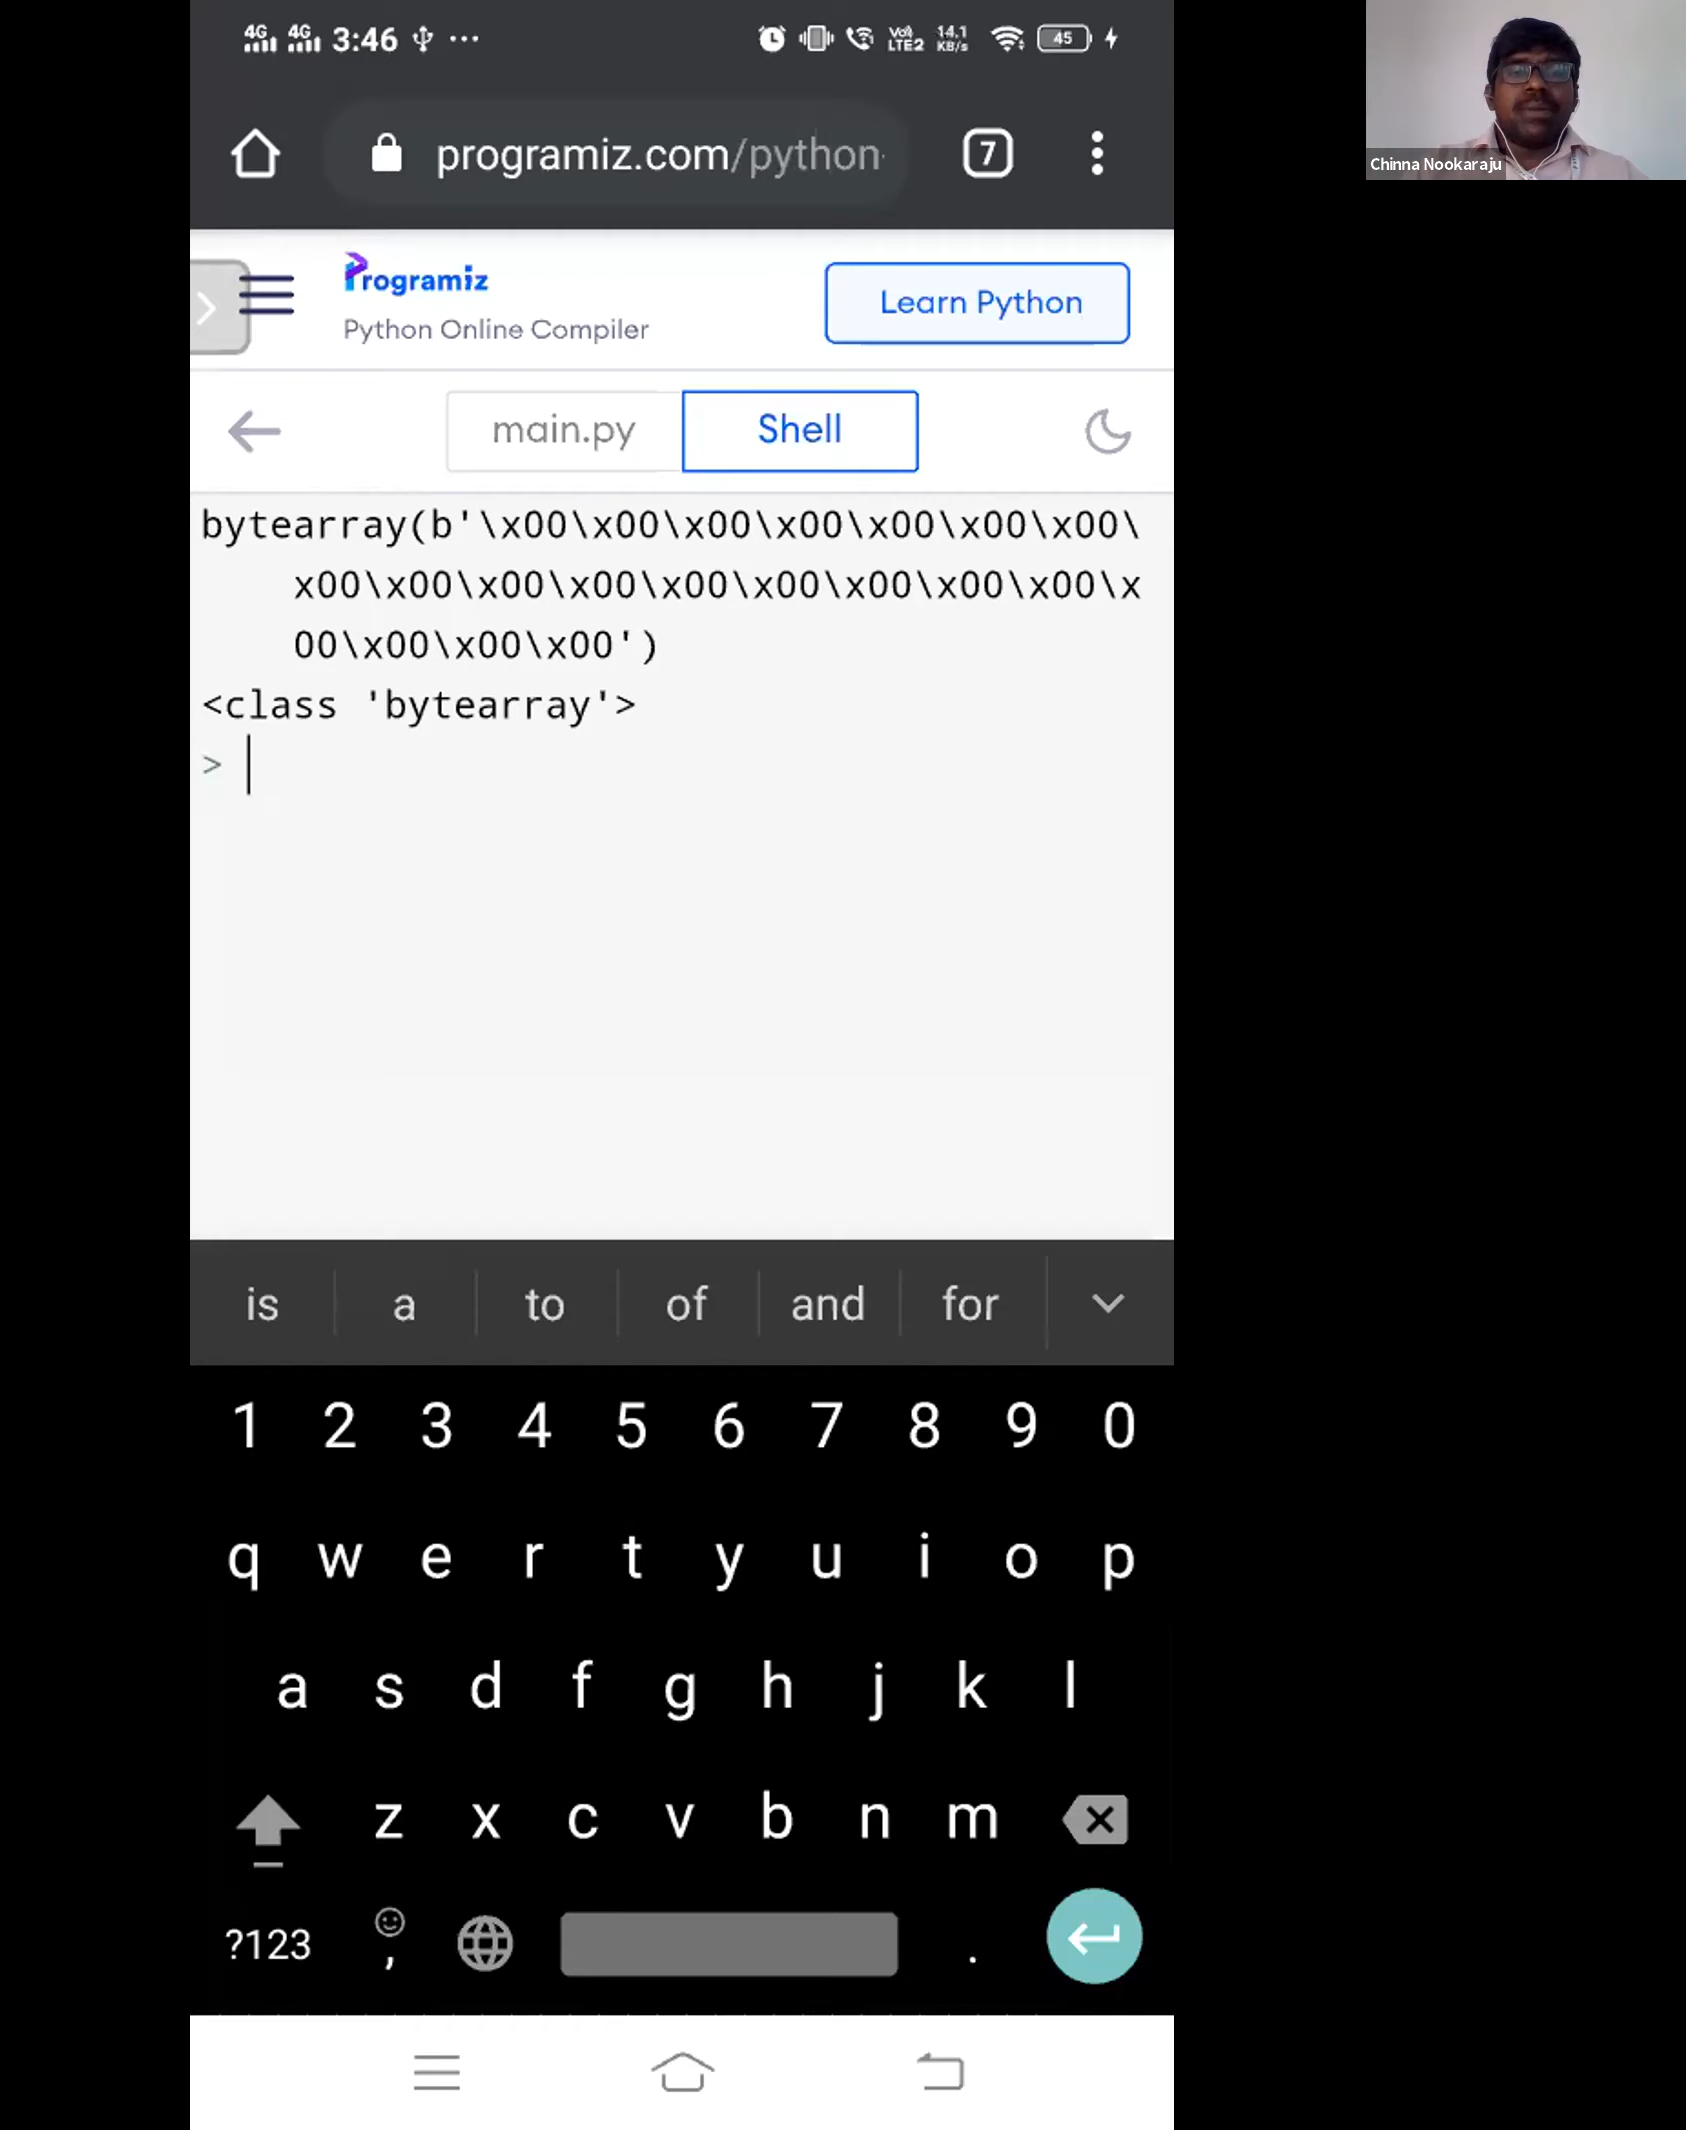 4G 4G 3:46 Vo) LTE2 14.1 KB/s 45
programiz.com/python- 7
Programiz
Python Online Compiler
Learn Python
main.py Shell
bytearray(b'\x00\x00\x00\x00\x00\x00\x00\
x00\x00\x00\x00\x00\x00\x00\x00\x00\x
00\x00\x00\x00')
<class 'bytearray'>
>
is a to of and for
1 2 3 4 5 6 7 8 9 0
q w e r t y u i o p
a s d f g h j k l
z x c v b n m
?123 , .
Chinna Nookaraju